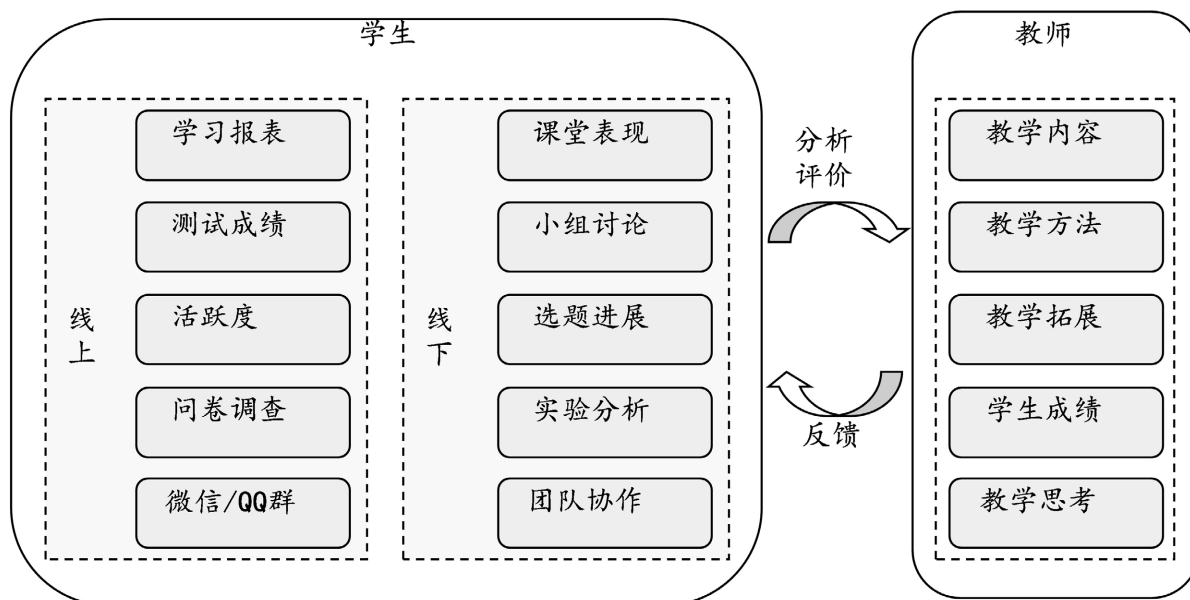 学生
线上
学习报表
测试成绩
活跃度
问卷调查
微信/QQ群
线下
课堂表现
小组讨论
选题进展
实验分析
团队协作
分析
评价
反馈
教师
教学内容
教学方法
教学拓展
学生成绩
教学思考